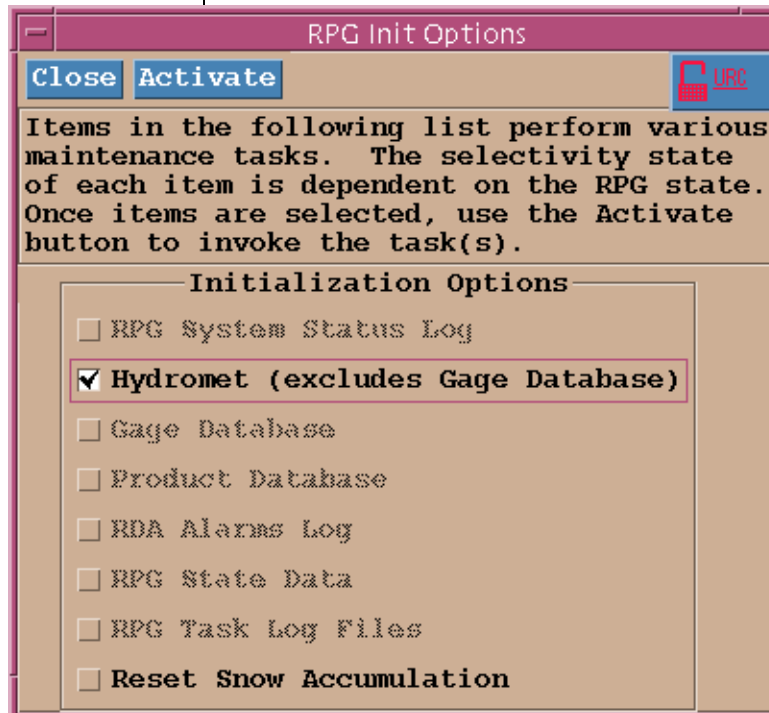 RPG Init Options
Close Activate URC
Items in the following list perform various
maintenance tasks. The selectivity state
of each item is dependent on the RPG state.
Once items are selected, use the Activate
button to invoke the task(s).
Initialization Options
RPG System Status Log
Hydromet (excludes Gage Database)
Gage Database
Product Database
RDA Alarms Log
RPG State Data
RPG Task Log Files
Reset Snow Accumulation